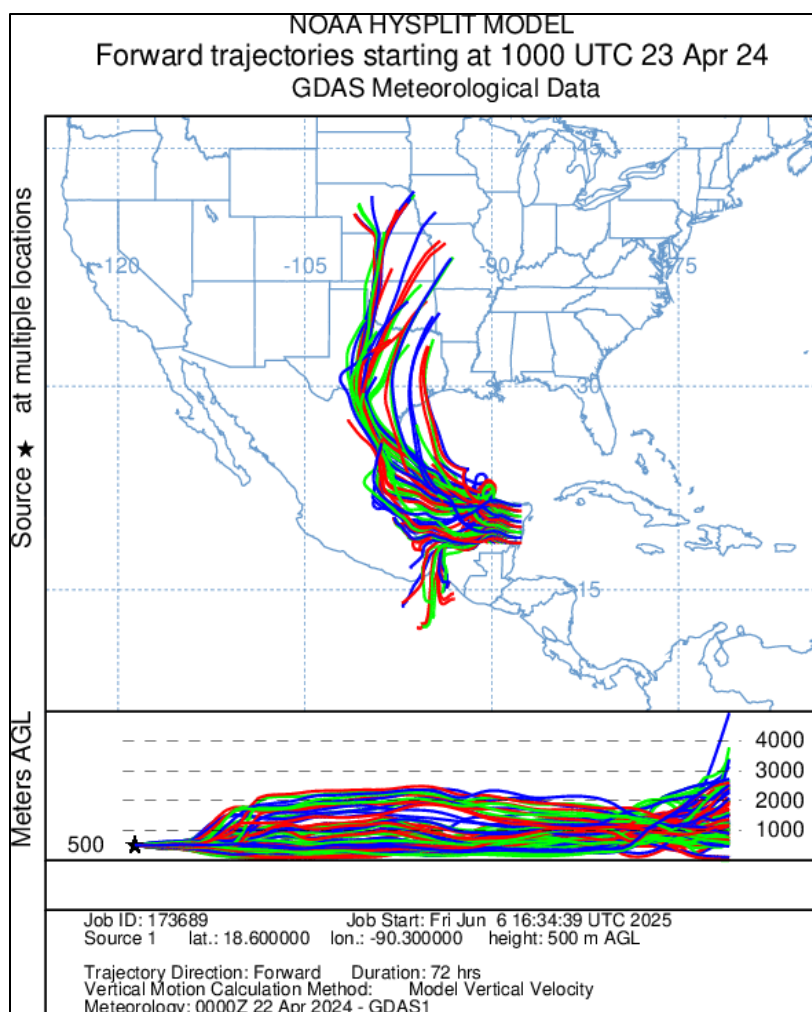 NOAA HYSPLIT MODEL
Forward trajectories starting at 1000 UTC 23 Apr 24
GDAS Meteorological Data
Source ★ at multiple locations
45
-120
-105
-90
-75
30
15
Meters AGL
4000
3000
2000
1000
500
Job ID: 173689 Job Start: Fri Jun 6 16:34:39 UTC 2025
Source 1 lat.: 18.600000 lon.: -90.300000 height: 500 m AGL
Trajectory Direction: Forward Duration: 72 hrs
Vertical Motion Calculation Method: Model Vertical Velocity
Meteorology: 0000Z 22 Apr 2024 - GDAS1